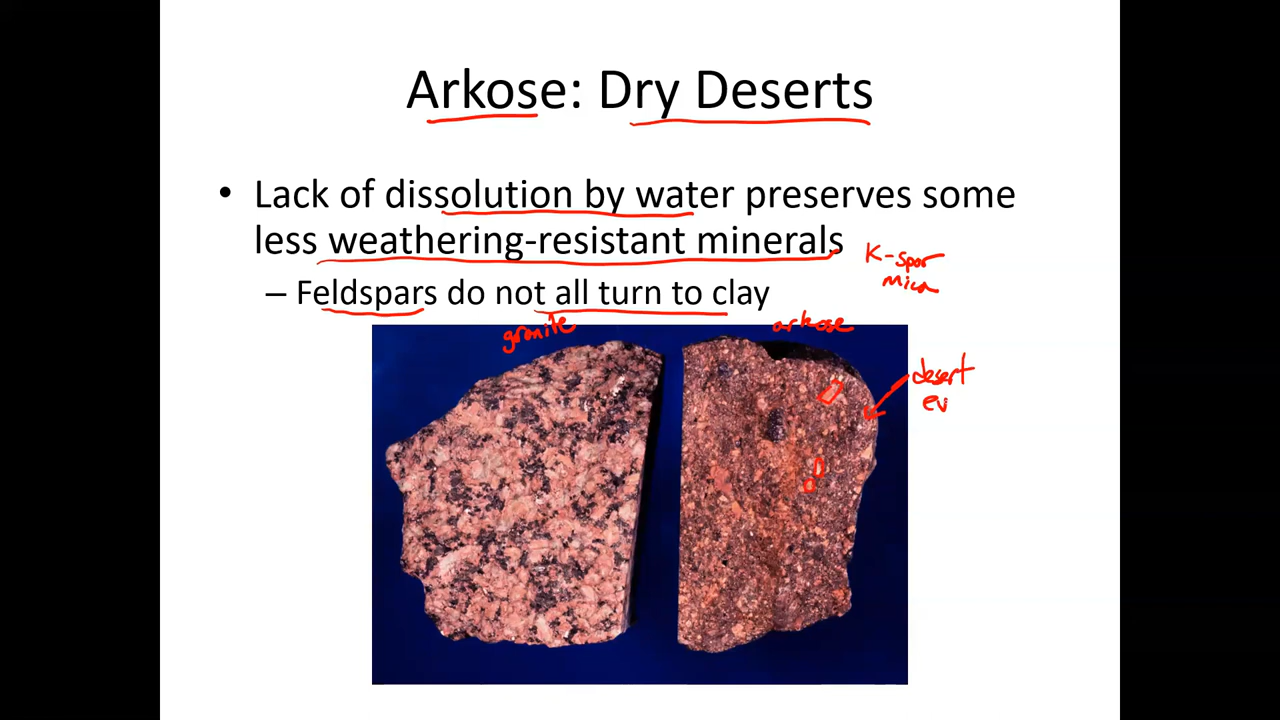 Arkose: Dry Deserts
• Lack of dissolution by water preserves some
less weathering-resistant minerals
K-spar
mica
– Feldspars do not all turn to clay
granite
arkose
desert
ev